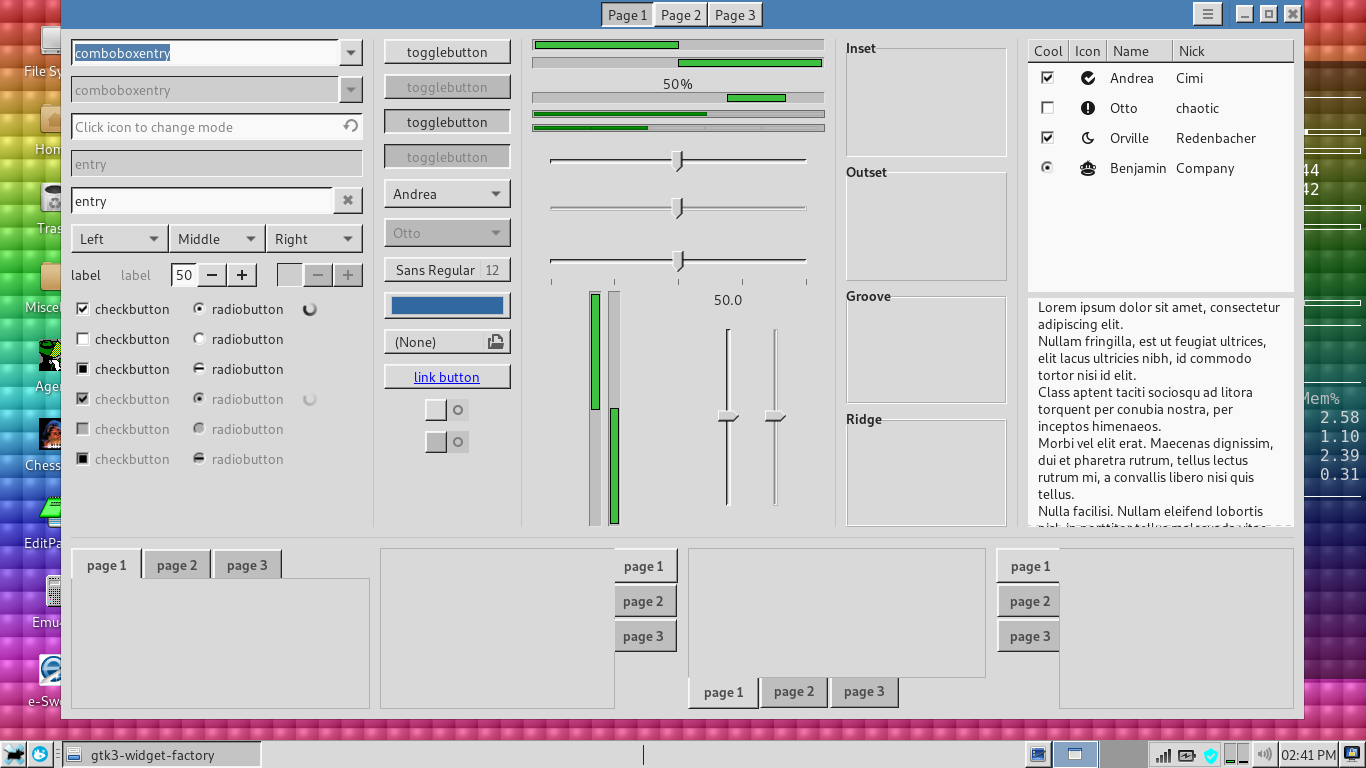 Page 1 Page 2 Page 3
File Sy
Hom
Tras
Miscel
Agen
Chess
EditPa
Emu
e-Swo
comboboxentry
comboboxentry
Click icon to change mode
entry
entry
Left Middle Right
label label 50
checkbutton radiobutton
checkbutton radiobutton
checkbutton radiobutton
checkbutton radiobutton
checkbutton radiobutton
checkbutton radiobutton
togglebutton
togglebutton
togglebutton
togglebutton
Andrea
Otto
Sans Regular 12
(None)
link button
50%
50.0
Inset
Outset
Groove
Ridge
Cool Icon Name Nick
Andrea Cimi
Otto chaotic
Orville Redenbacher
Benjamin Company
Lorem ipsum dolor sit amet, consectetur
adipiscing elit.
Nullam fringilla, est ut feugiat ultrices,
elit lacus ultricies nibh, id commodo
tortor nisi id elit.
Class aptent taciti sociosqu ad litora
torquent per conubia nostra, per
inceptos himenaeos.
Morbi vel elit erat. Maecenas dignissim,
dui et pharetra rutrum, tellus lectus
rutrum mi, a convallis libero nisi quis
tellus.
Nulla facilisi. Nullam eleifend lobortis
44
42
Mem%
2.58
1.10
2.39
0.31
page 1 page 2 page 3
page 1
page 2
page 3
page 1 page 2 page 3
page 1
page 2
page 3
gtk3-widget-factory
02:41 PM